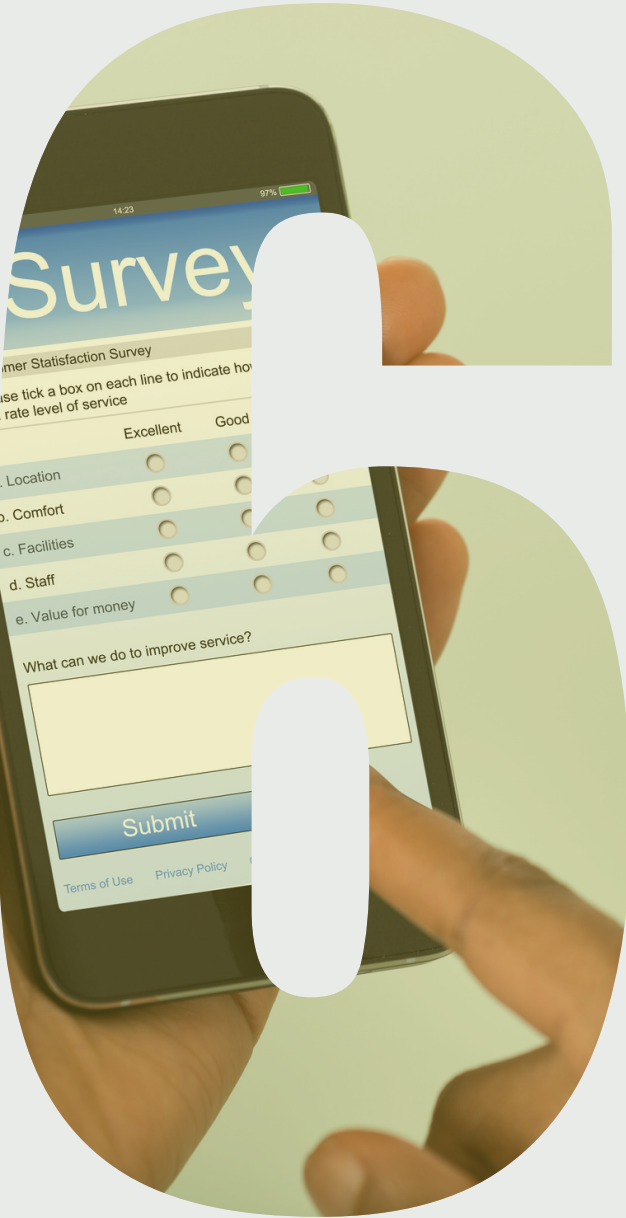 14:23 97%
Survey
omer Statisfaction Survey
ase tick a box on each line to indicate how
rate level of service
Excellent Good
. Location
b. Comfort
c. Facilities
d. Staff
e. Value for money
What can we do to improve service?
Submit
Terms of Use Privacy Policy